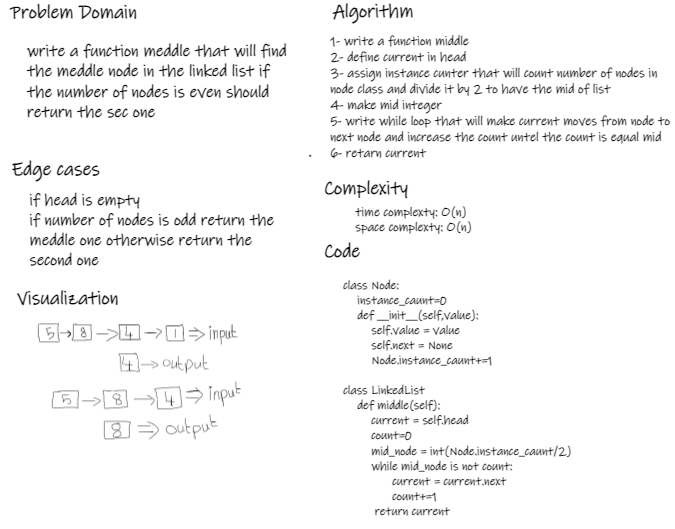 Problem Domain
write a function meddle that will find
the meddle node in the linked list if
the number of nodes is even should
return the sec one
Edge cases
if head is empty
if number of nodes is odd return the
meddle one otherwise return the
second one
Visualization
5 → 8 → 4 → 1 ⇒ input
4 → output
5 → 8 → 4 ⇒ input
8 ⇒ output
Algorithm
1- write a function middle
2- define current in head
3- assign instance cunter that will count number of nodes in
node class and divide it by 2 to have the mid of list
4- make mid integer
5- write while loop that will make current moves from node to
next node and increase the count untel the count is equal mid
6- retarn current
Complexity
time complexty: O(n)
space complexty: O(n)
Code
class Node:
instance_caunt=0
def __init__(self,value):
self.value = value
self.next = None
Node.instance_caunt+=1
class LinkedList
def middle(self):
current = self.head
count=0
mid_node = int(Node.instance_caunt/2)
while mid_node is not count:
current = current.next
count+=1
return current